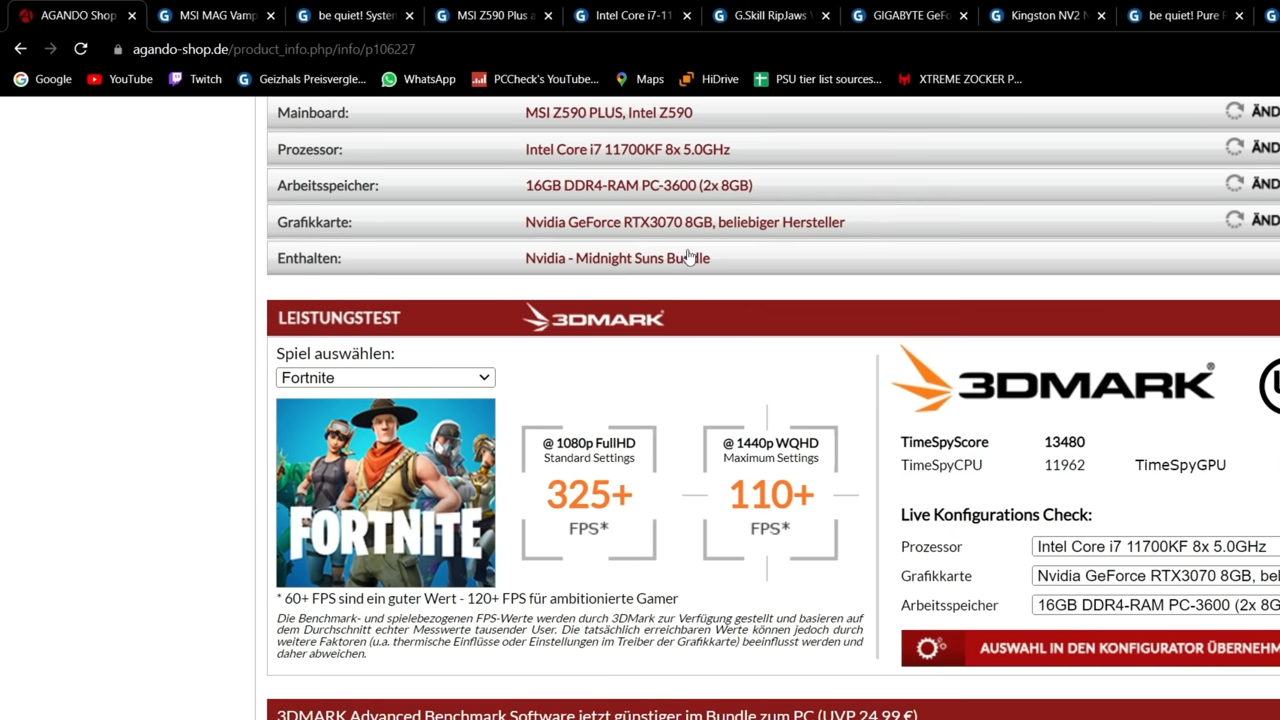 AGANDO Shop
MSI MAG Vamp
be quiet! System
MSI Z590 Plus a
Intel Core i7-11
G.Skill RipJaws
GIGABYTE GeFo
Kingston NV2 N
be quiet! Pure
agando-shop.de/product_info.php/info/p106227
Google
YouTube
Twitch
Geizhals Preisvergle...
WhatsApp
PCCheck's YouTube...
Maps
HiDrive
PSU tier list sources...
XTREME ZOCKER P...
Mainboard: MSI Z590 PLUS, Intel Z590 ÄND
Prozessor: Intel Core i7 11700KF 8x 5.0GHz ÄND
Arbeitsspeicher: 16GB DDR4-RAM PC-3600 (2x 8GB) ÄND
Grafikkarte: Nvidia GeForce RTX3070 8GB, beliebiger Hersteller ÄND
Enthalten: Nvidia - Midnight Suns Bundle
LEISTUNGSTEST 3DMARK
Spiel auswählen:
Fortnite
FORTNITE
@ 1080p FullHD
Standard Settings
325+
FPS*
@ 1440p WQHD
Maximum Settings
110+
FPS*
* 60+ FPS sind ein guter Wert - 120+ FPS für ambitionierte Gamer
Die Benchmark- und spielebezogenen FPS-Werte werden durch 3DMark zur Verfügung gestellt und basieren auf
dem Durchschnitt echter Messwerte tausender User. Die tatsächlich erreichbaren Werte können jedoch durch
weitere Faktoren (u.a. thermische Einflüsse oder Einstellungen im Treiber der Grafikkarte) beeinflusst werden und
daher abweichen.
3DMARK®
TimeSpyScore 13480
TimeSpyCPU 11962 TimeSpyGPU
Live Konfigurations Check:
Prozessor Intel Core i7 11700KF 8x 5.0GHz
Grafikkarte Nvidia GeForce RTX3070 8GB, bel
Arbeitsspeicher 16GB DDR4-RAM PC-3600 (2x 8G
AUSWAHL IN DEN KONFIGURATOR ÜBERNEHM
3DMARK Advanced Benchmark Software jetzt günstiger im Bundle zum PC (UVP 24,99 €)